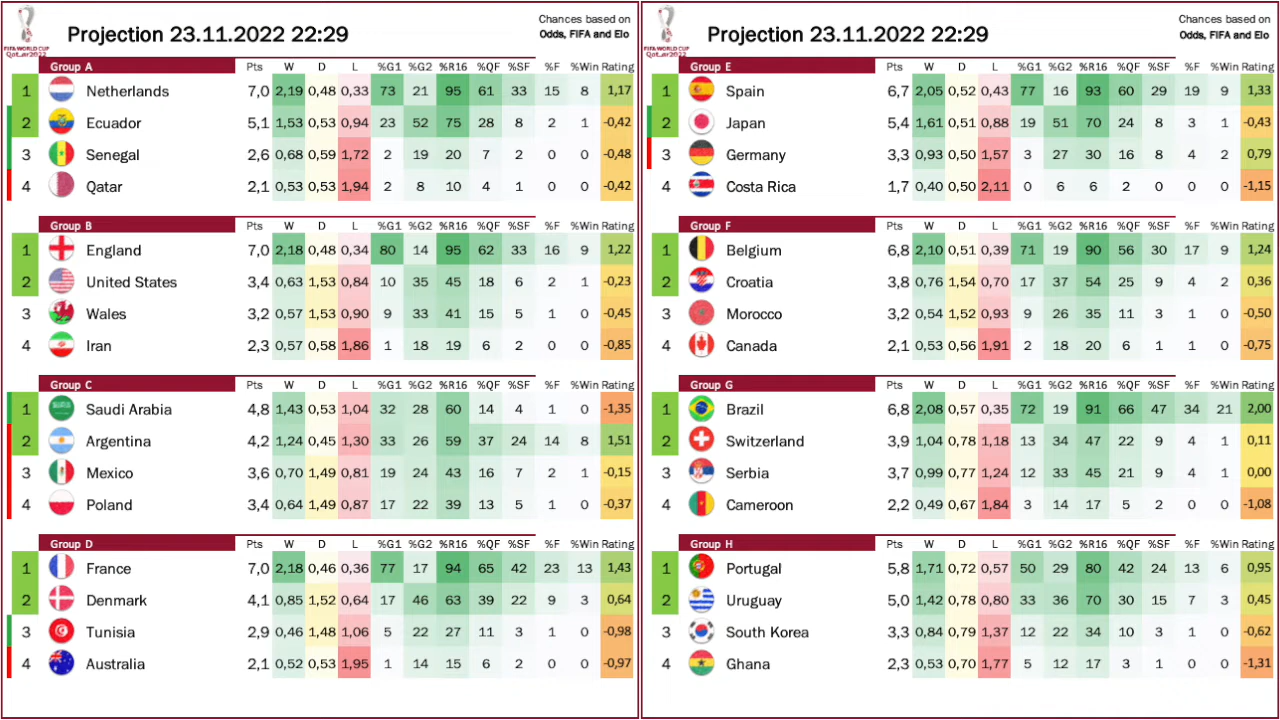 FIFA WORLD CUP
Qatar2022
Projection 23.11.2022 22:29
Chances based on
Odds, FIFA and Elo
Group A Pts W D L %G1 %G2 %R16 %QF %SF %F %Win Rating
1 Netherlands 7,0 2,19 0,48 0,33 73 21 95 61 33 15 8 1,17
2 Ecuador 5,1 1,53 0,53 0,94 23 52 75 28 8 2 1 -0,42
3 Senegal 2,6 0,68 0,59 1,72 2 19 20 7 2 0 0 -0,48
4 Qatar 2,1 0,53 0,53 1,94 2 8 10 4 1 0 0 -0,42
Group B Pts W D L %G1 %G2 %R16 %QF %SF %F %Win Rating
1 England 7,0 2,18 0,48 0,34 80 14 95 62 33 16 9 1,22
2 United States 3,4 0,63 1,53 0,84 10 35 45 18 6 2 1 -0,23
3 Wales 3,2 0,57 1,53 0,90 9 33 41 15 5 1 0 -0,45
4 Iran 2,3 0,57 0,58 1,86 1 18 19 6 2 0 0 -0,85
Group C Pts W D L %G1 %G2 %R16 %QF %SF %F %Win Rating
1 Saudi Arabia 4,8 1,43 0,53 1,04 32 28 60 14 4 1 0 -1,35
2 Argentina 4,2 1,24 0,45 1,30 33 26 59 37 24 14 8 1,51
3 Mexico 3,6 0,70 1,49 0,81 19 24 43 16 7 2 1 -0,15
4 Poland 3,4 0,64 1,49 0,87 17 22 39 13 5 1 0 -0,37
Group D Pts W D L %G1 %G2 %R16 %QF %SF %F %Win Rating
1 France 7,0 2,18 0,46 0,36 77 17 94 65 42 23 13 1,43
2 Denmark 4,1 0,85 1,52 0,64 17 46 63 39 22 9 3 0,64
3 Tunisia 2,9 0,46 1,48 1,06 5 22 27 11 3 1 0 -0,98
4 Australia 2,1 0,52 0,53 1,95 1 14 15 6 2 0 0 -0,97
FIFA WORLD CUP
Qatar2022
Projection 23.11.2022 22:29
Chances based on
Odds, FIFA and Elo
Group E Pts W D L %G1 %G2 %R16 %QF %SF %F %Win Rating
1 Spain 6,7 2,05 0,52 0,43 77 16 93 60 29 19 9 1,33
2 Japan 5,4 1,61 0,51 0,88 19 51 70 24 8 3 1 -0,43
3 Germany 3,3 0,93 0,50 1,57 3 27 30 16 8 4 2 0,79
4 Costa Rica 1,7 0,40 0,50 2,11 0 6 6 2 0 0 0 -1,15
Group F Pts W D L %G1 %G2 %R16 %QF %SF %F %Win Rating
1 Belgium 6,8 2,10 0,51 0,39 71 19 90 56 30 17 9 1,24
2 Croatia 3,8 0,76 1,54 0,70 17 37 54 25 9 4 2 0,36
3 Morocco 3,2 0,54 1,52 0,93 9 26 35 11 3 1 0 -0,50
4 Canada 2,1 0,53 0,56 1,91 2 18 20 6 1 1 0 -0,75
Group G Pts W D L %G1 %G2 %R16 %QF %SF %F %Win Rating
1 Brazil 6,8 2,08 0,57 0,35 72 19 91 66 47 34 21 2,00
2 Switzerland 3,9 1,04 0,78 1,18 13 34 47 22 9 4 1 0,11
3 Serbia 3,7 0,99 0,77 1,24 12 33 45 21 9 4 1 0,00
4 Cameroon 2,2 0,49 0,67 1,84 3 14 17 5 2 0 0 -1,08
Group H Pts W D L %G1 %G2 %R16 %QF %SF %F %Win Rating
1 Portugal 5,8 1,71 0,72 0,57 50 29 80 42 24 13 6 0,95
2 Uruguay 5,0 1,42 0,78 0,80 33 36 70 30 15 7 3 0,45
3 South Korea 3,3 0,84 0,79 1,37 12 22 34 10 3 1 0 -0,62
4 Ghana 2,3 0,53 0,70 1,77 5 12 17 3 1 0 0 -1,31